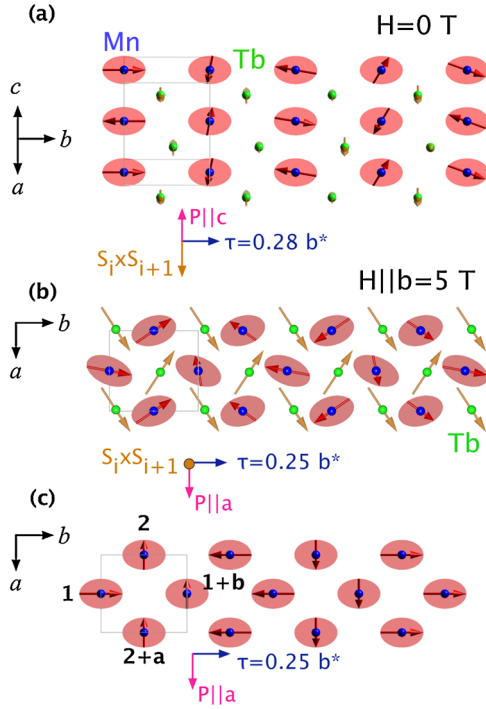 (a)
H=0 T
Mn
Tb
c
b
a
P||c
τ=0.28 b*
SixSi+1
(b)
H||b=5 T
b
a
Tb
SixSi+1
τ=0.25 b*
P||a
(c)
b
a
2
1
1+b
2+a
τ=0.25 b*
P||a